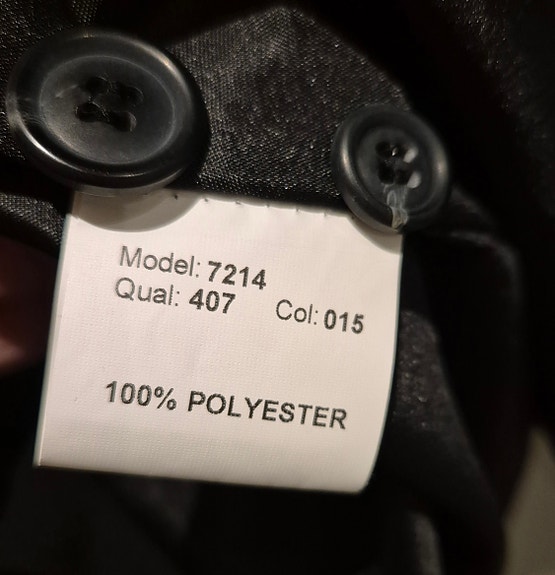 Model: 7214
Qual: 407 Col: 015
100% POLYESTER